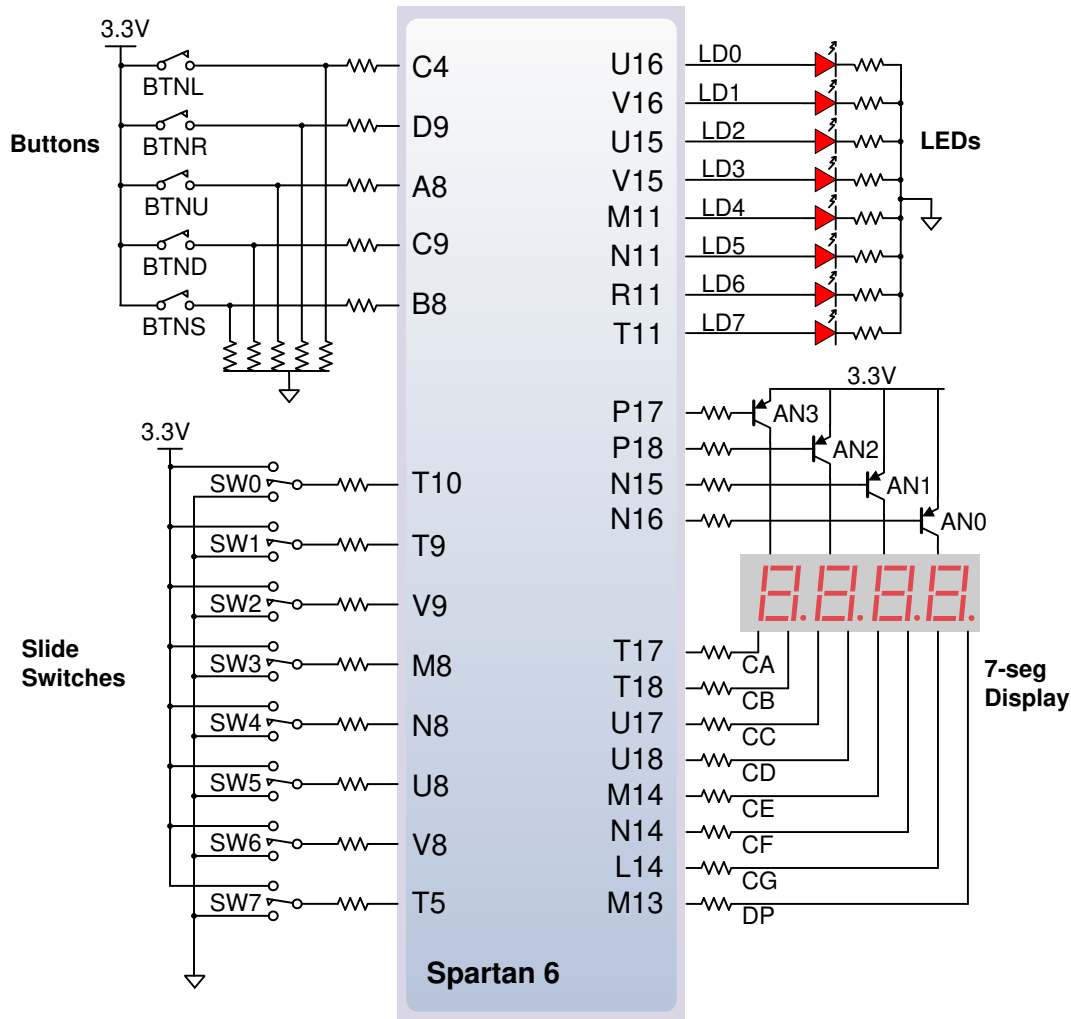 3.3V
BTNL
BTNR
BTNU
BTND
BTNS
Buttons
C4
D9
A8
C9
B8
3.3V
SW0
SW1
SW2
SW3
SW4
SW5
SW6
SW7
Slide
Switches
T10
T9
V9
M8
N8
U8
V8
T5
Spartan 6
U16 LD0
V16 LD1
U15 LD2
V15 LD3
M11 LD4
N11 LD5
R11 LD6
T11 LD7
LEDs
3.3V
P17 AN3
P18 AN2
N15 AN1
N16 AN0
8.8.8.8.
T17 CA
T18 CB
U17 CC
U18 CD
M14 CE
N14 CF
L14 CG
M13 DP
7-seg
Display